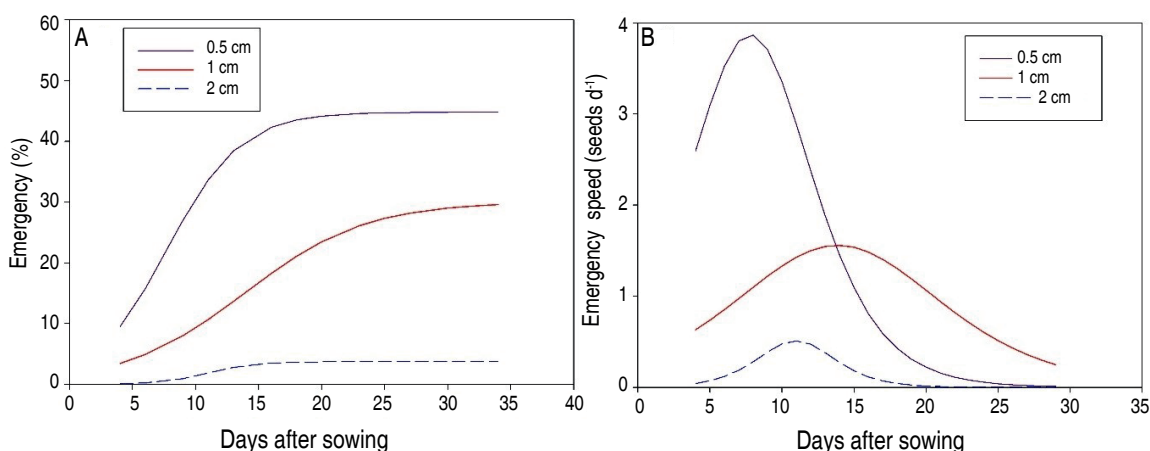 A
0.5 cm
1 cm
2 cm
Emergency (%)
60
50
40
30
20
10
0
0 5 10 15 20 25 30 35 40
Days after sowing
B
0.5 cm
1 cm
2 cm
Emergency speed (seeds d⁻¹)
4
3
2
1
0
0 5 10 15 20 25 30 35
Days after sowing